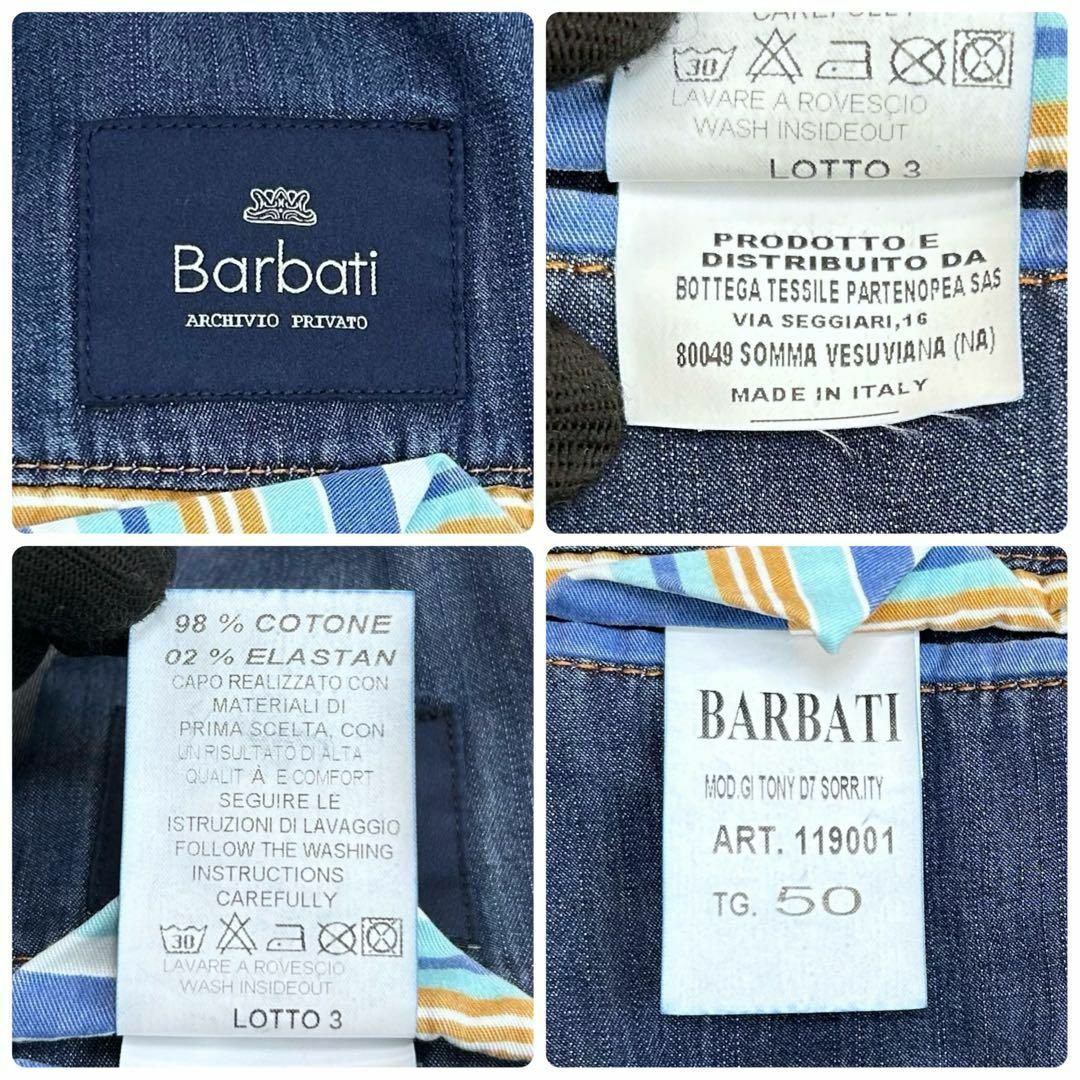 Barbati
ARCHIVIO PRIVATO
CAREFULLY
30
LAVARE A ROVESCIO
WASH INSIDEOUT
LOTTO 3
PRODOTTO E
DISTRIBUITO DA
BOTTEGA TESSILE PARTENOPEA SAS
VIA SEGGIARI,16
80049 SOMMA VESUVIANA (NA)
MADE IN ITALY
98 % COTONE
02 % ELASTAN
CAPO REALIZZATO CON
MATERIALI DI
PRIMA SCELTA, CON
UN RISULTATO DI ALTA
QUALIT À E COMFORT
SEGUIRE LE
ISTRUZIONI DI LAVAGGIO
FOLLOW THE WASHING
INSTRUCTIONS
CAREFULLY
30
LAVARE A ROVESCIO
WASH INSIDEOUT
LOTTO 3
BARBATI
MOD.GI TONY D7 SORR.ITY
ART. 119001
TG. 50